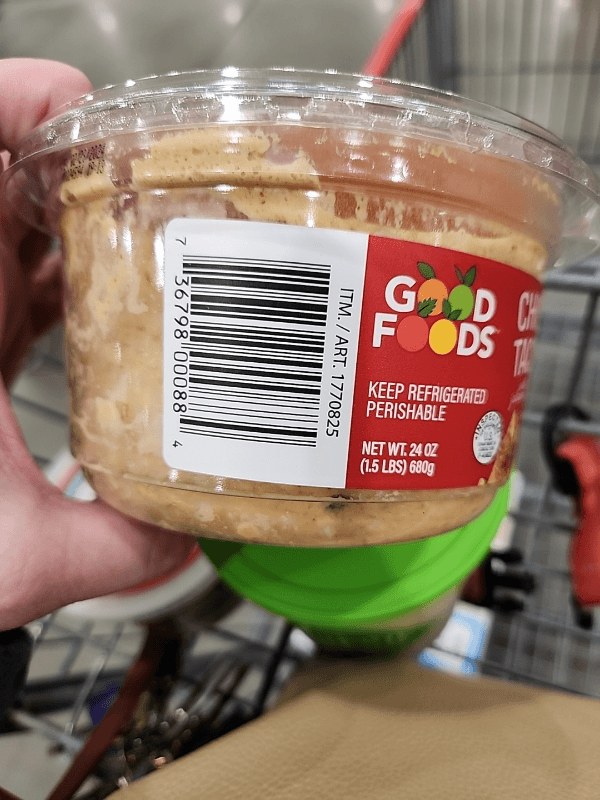 7 36798 00088 4
ITM. / ART. 1770825
GOOD
FOODS
KEEP REFRIGERATED
PERISHABLE
NET WT. 24 OZ
(1.5 LBS) 680g